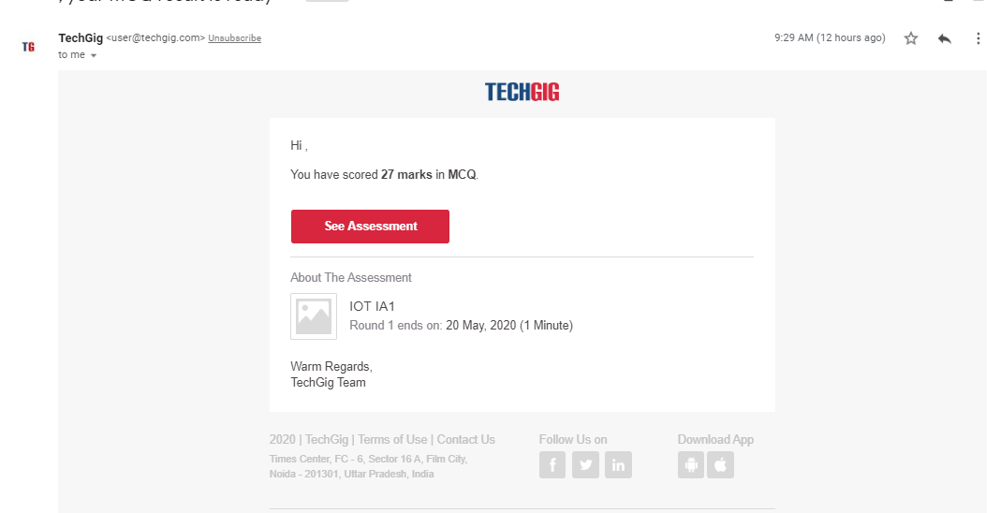 TG
TechGig <user@techgig.com> Unsubscribe
9:29 AM (12 hours ago)
to me
TECHGIG
Hi ,
You have scored 27 marks in MCQ.
See Assessment
About The Assessment
IOT IA1
Round 1 ends on: 20 May, 2020 (1 Minute)
Warm Regards,
TechGig Team
2020 | TechGig | Terms of Use | Contact Us
Times Center, FC - 6, Sector 16 A, Film City,
Noida - 201301, Uttar Pradesh, India
Follow Us on
f
in
Download App